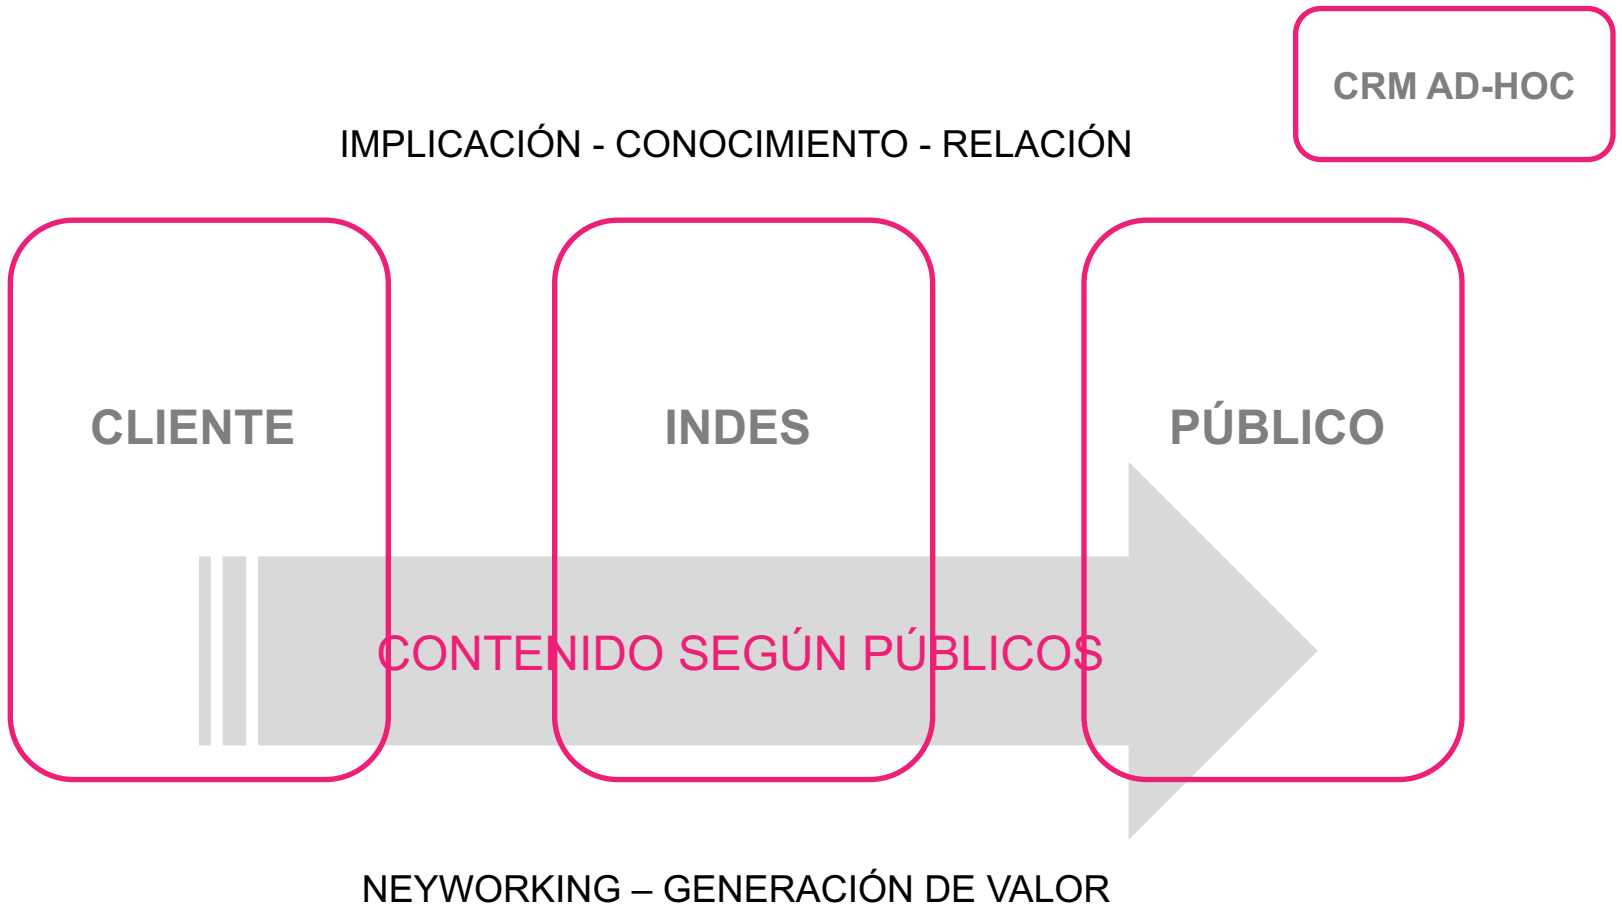 CRM AD-HOC
IMPLICACIÓN - CONOCIMIENTO - RELACIÓN
CLIENTE
INDES
PÚBLICO
CONTENIDO SEGÚN PÚBLICOS
NEYWORKING – GENERACIÓN DE VALOR